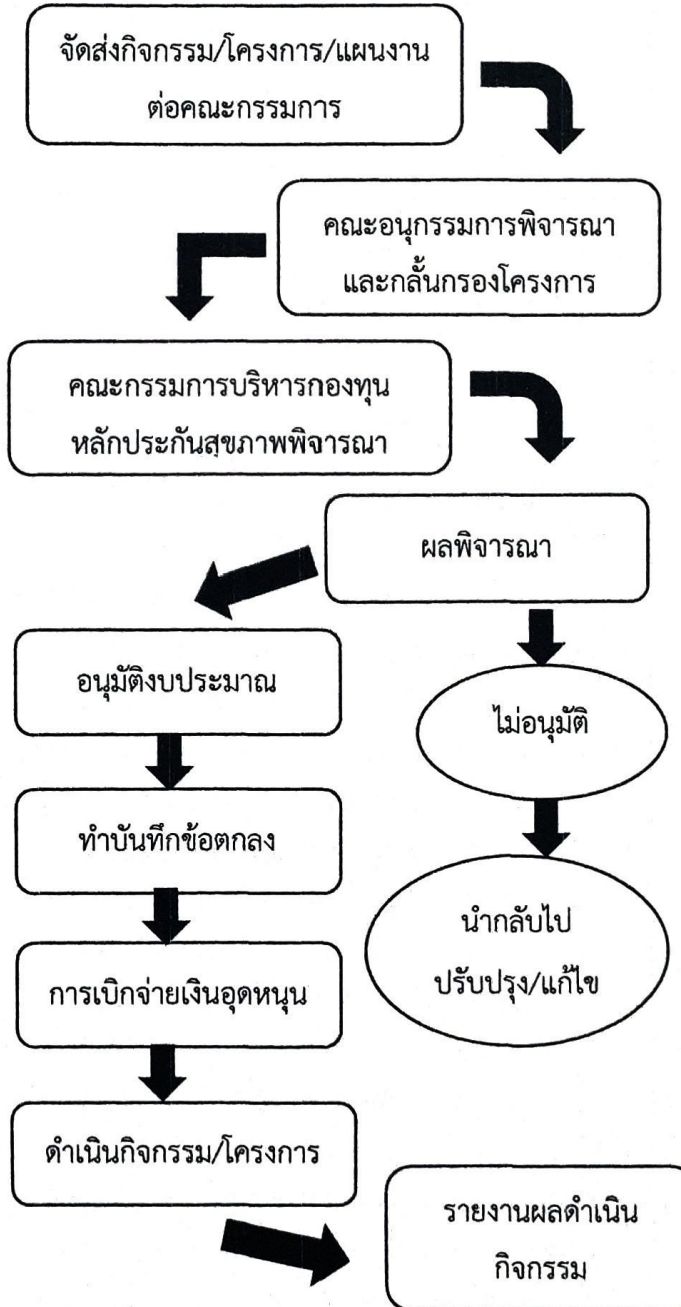 จัดส่งกิจกรรม/โครงการ/แผนงาน
ต่อคณะกรรมการ
คณะอนุกรรมการพิจารณา
และกลั้นกรองโครงการ
คณะกรรมการบริหารกองทุน
หลักประกันสุขภาพพิจารณา
ผลพิจารณา
อนุมัติงบประมาณ
ไม่อนุมัติ
ทำบันทึกข้อตกลง
นำกลับไป
ปรับปรุง/แก้ไข
การเบิกจ่ายเงินอุดหนุน
ดำเนินกิจกรรม/โครงการ
รายงานผลดำเนิน
กิจกรรม